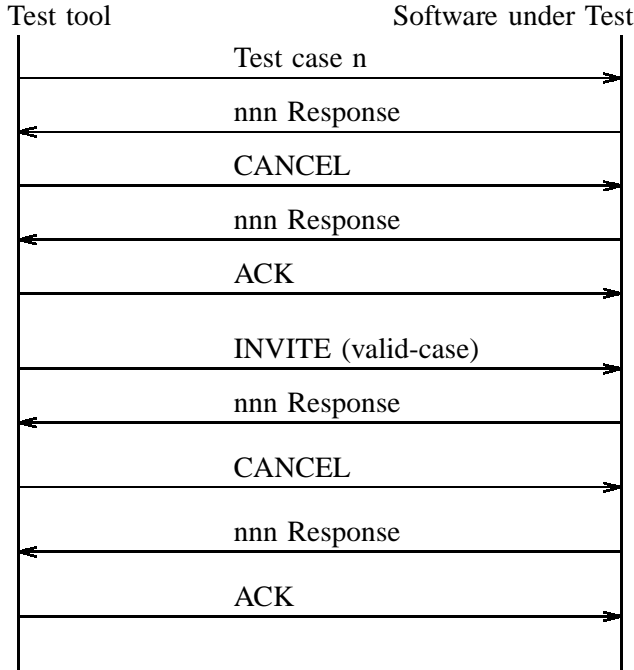 Test tool Software under Test
Test case n
nnn Response
CANCEL
nnn Response
ACK
INVITE (valid-case)
nnn Response
CANCEL
nnn Response
ACK